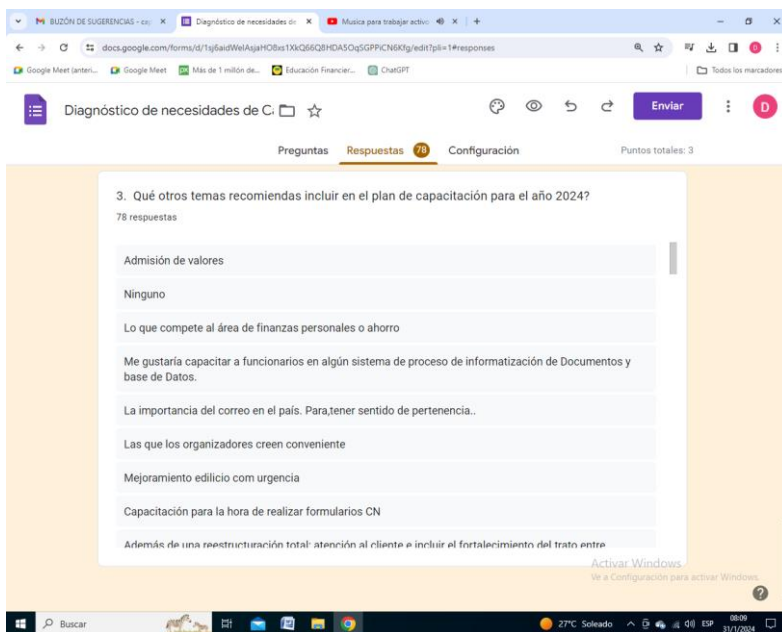 BUZÓN DE SUGERENCIAS - ca
Diagnóstico de necesidades de
Musica para trabajar activo
docs.google.com/forms/d/1sj6aidWelAsjaHOBxs1XkQ66Q8HDA5OqSGPPiCN6Kfg/edit?pli=1#responses
Google Meet (anteri...
Google Meet
Más de 1 millón de...
Educación Financier...
ChatGPT
Todos los marcadores
Diagnóstico de necesidades de Ca
Enviar
D
Preguntas
Respuestas 78
Configuración
Puntos totales: 3
3. Qué otros temas recomiendas incluir en el plan de capacitación para el año 2024?
78 respuestas
Admisión de valores
Ninguno
Lo que compete al área de finanzas personales o ahorro
Me gustaría capacitar a funcionarios en algún sistema de proceso de informatización de Documentos y
base de Datos.
La importancia del correo en el país. Para,tener sentido de pertenencia..
Las que los organizadores creen conveniente
Mejoramiento edilicio com urgencia
Capacitación para la hora de realizar formularios CN
Además de una reestructuración total: atención al cliente e incluir el fortalecimiento del trato entre
Activar Windows
Ve a Configuración para activar Windows.
Buscar
27°C Soleado
ESP
08:09
31/1/2024